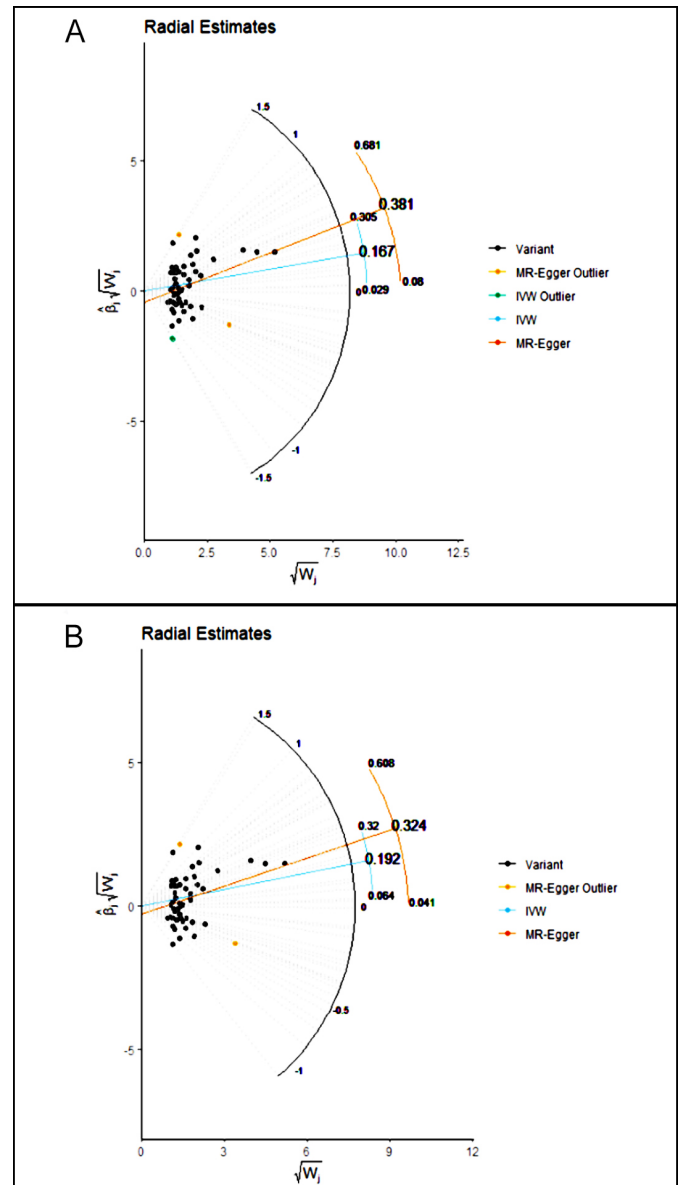 A
Radial Estimates
1.5
1
0.681
5
0.381
0.305
0.167
0
0 0.029
0.08
-5
-1
-1.5
β̂ⱼ√Wⱼ
0.0 2.5 5.0 7.5 10.0 12.5
√Wⱼ
Variant
MR-Egger Outlier
IVW Outlier
IVW
MR-Egger
B
Radial Estimates
1.5
1
5
0.608
0.32
0.324
0.192
0.064
0.041
0
0
-0.5
-5
-1
β̂ⱼ√Wⱼ
0 3 6 9 12
√Wⱼ
Variant
MR-Egger Outlier
IVW
MR-Egger